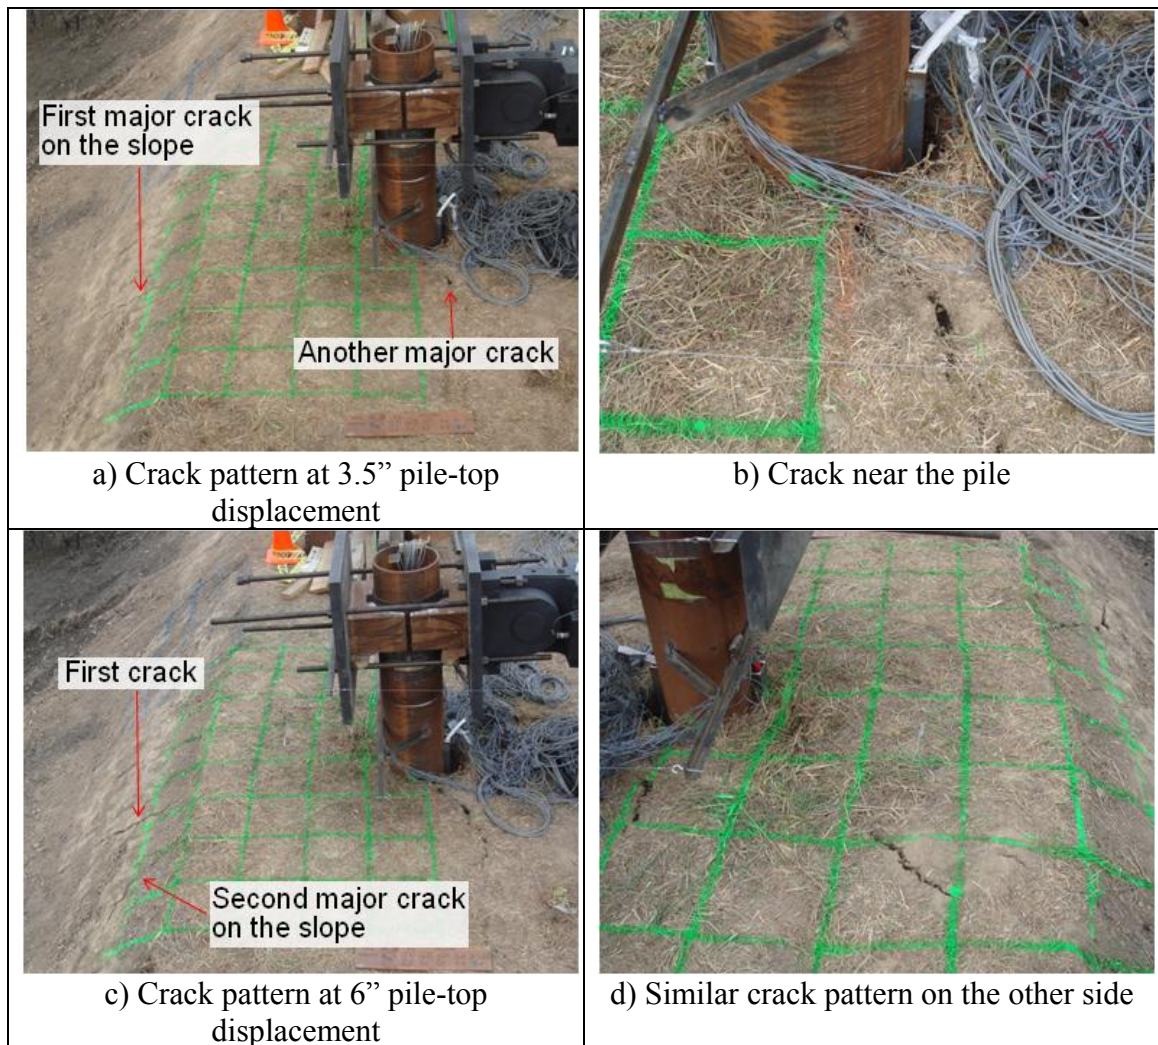 First major crack
on the slope
Another major crack
a) Crack pattern at 3.5” pile-top
displacement
b) Crack near the pile
First crack
Second major crack
on the slope
c) Crack pattern at 6” pile-top
displacement
d) Similar crack pattern on the other side